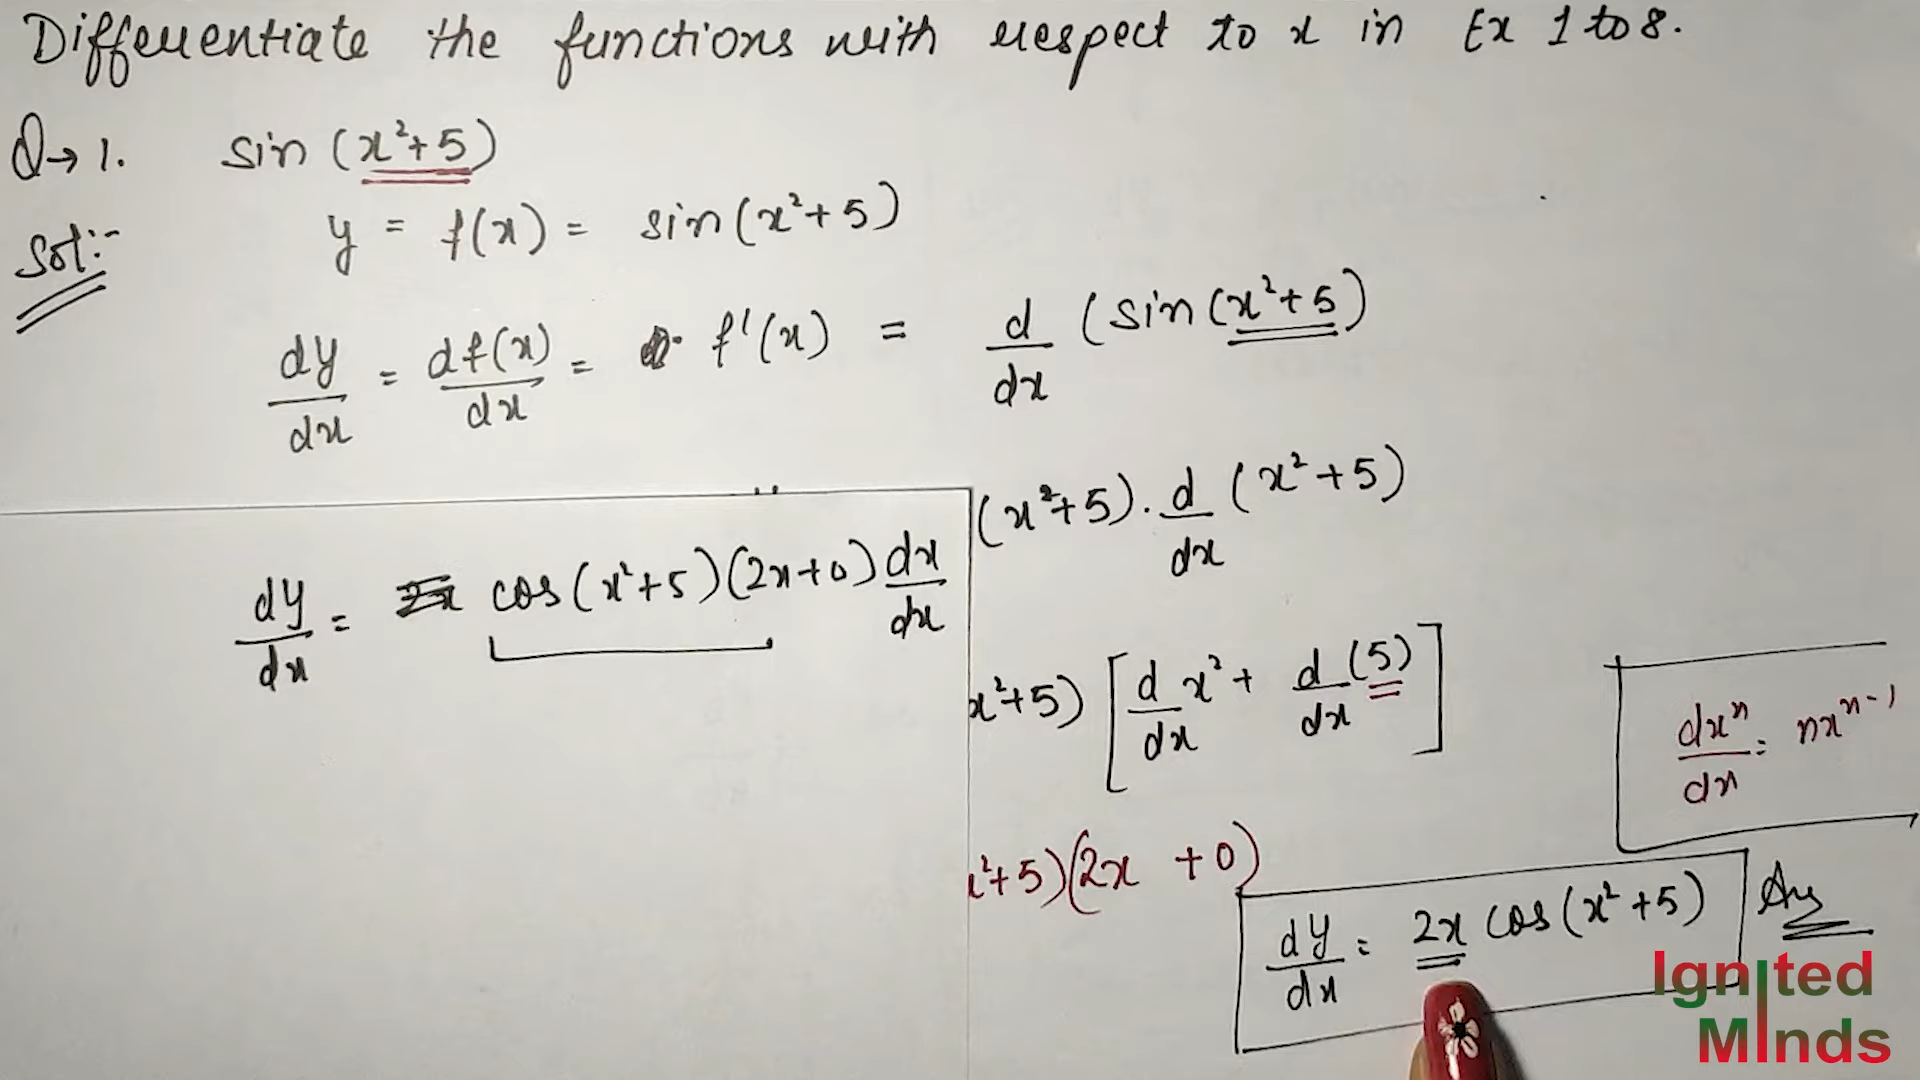 Differentiate the functions with respect to x in Ex 1 to 8.
Q→ 1. sin (x²+5)
Sol:-
y = f(x) = sin(x²+5)
dy/dx = df(x)/dx = f'(x) = d/dx (sin(x²+5)
(x²+5). d/dx (x²+5)
dy/dx = cos(x²+5)(2x+0) dx/dx
x²+5) [d/dx x² + d/dx (5)]
dxⁿ/dx = nxⁿ⁻¹
x²+5)(2x +0)
dy/dx = 2x cos(x²+5) Ans
Ignited
Minds